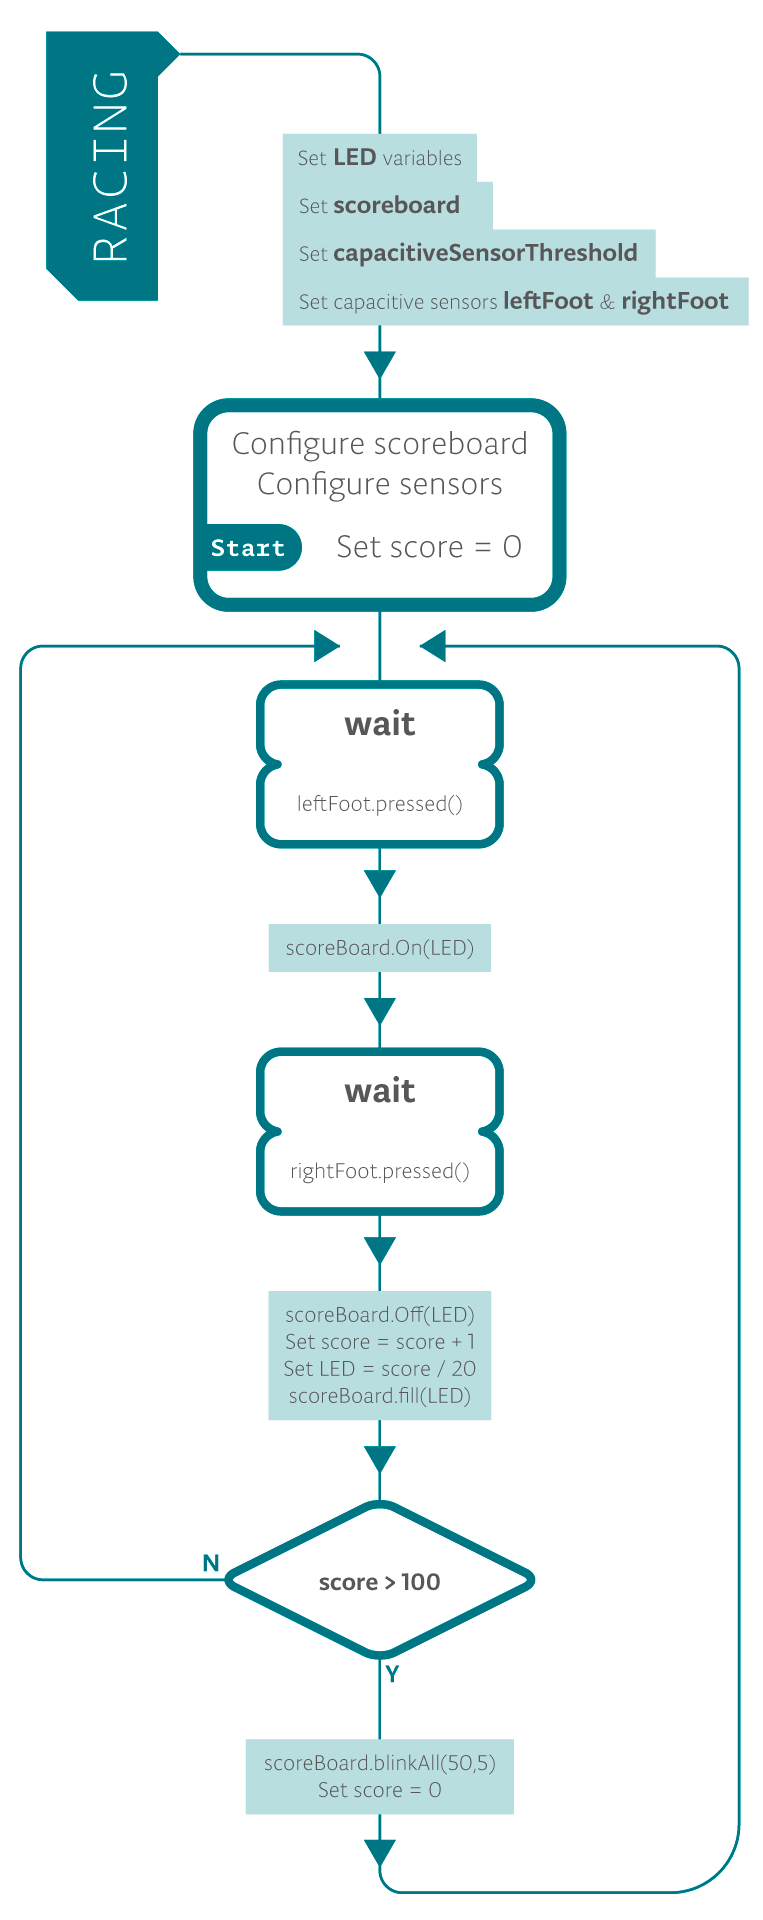 RACING
Set LED variables
Set scoreboard
Set capacitiveSensorThreshold
Set capacitive sensors leftFoot & rightFoot
Configure scoreboard
Configure sensors
Start
Set score = 0
wait
leftFoot.pressed()
scoreBoard.On(LED)
wait
rightFoot.pressed()
scoreBoard.Off(LED)
Set score = score + 1
Set LED = score / 20
scoreBoard.fill(LED)
N
score > 100
Y
scoreBoard.blinkAll(50,5)
Set score = 0